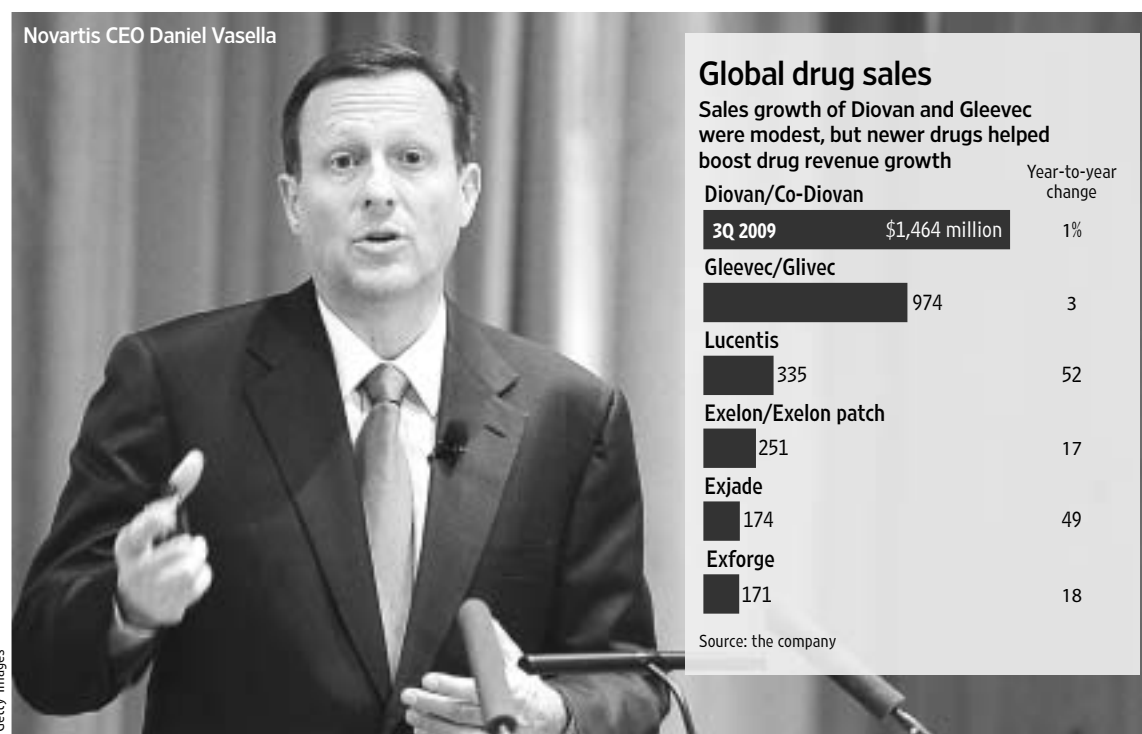 Novartis CEO Daniel Vasella
Global drug sales
Sales growth of Diovan and Gleevec
were modest, but newer drugs helped
boost drug revenue growth
Year-to-year
change
Diovan/Co-Diovan
3Q 2009 $1,464 million 1%
Gleevec/Glivec
974 3
Lucentis
335 52
Exelon/Exelon patch
251 17
Exjade
174 49
Exforge
171 18
Source: the company
Getty Images